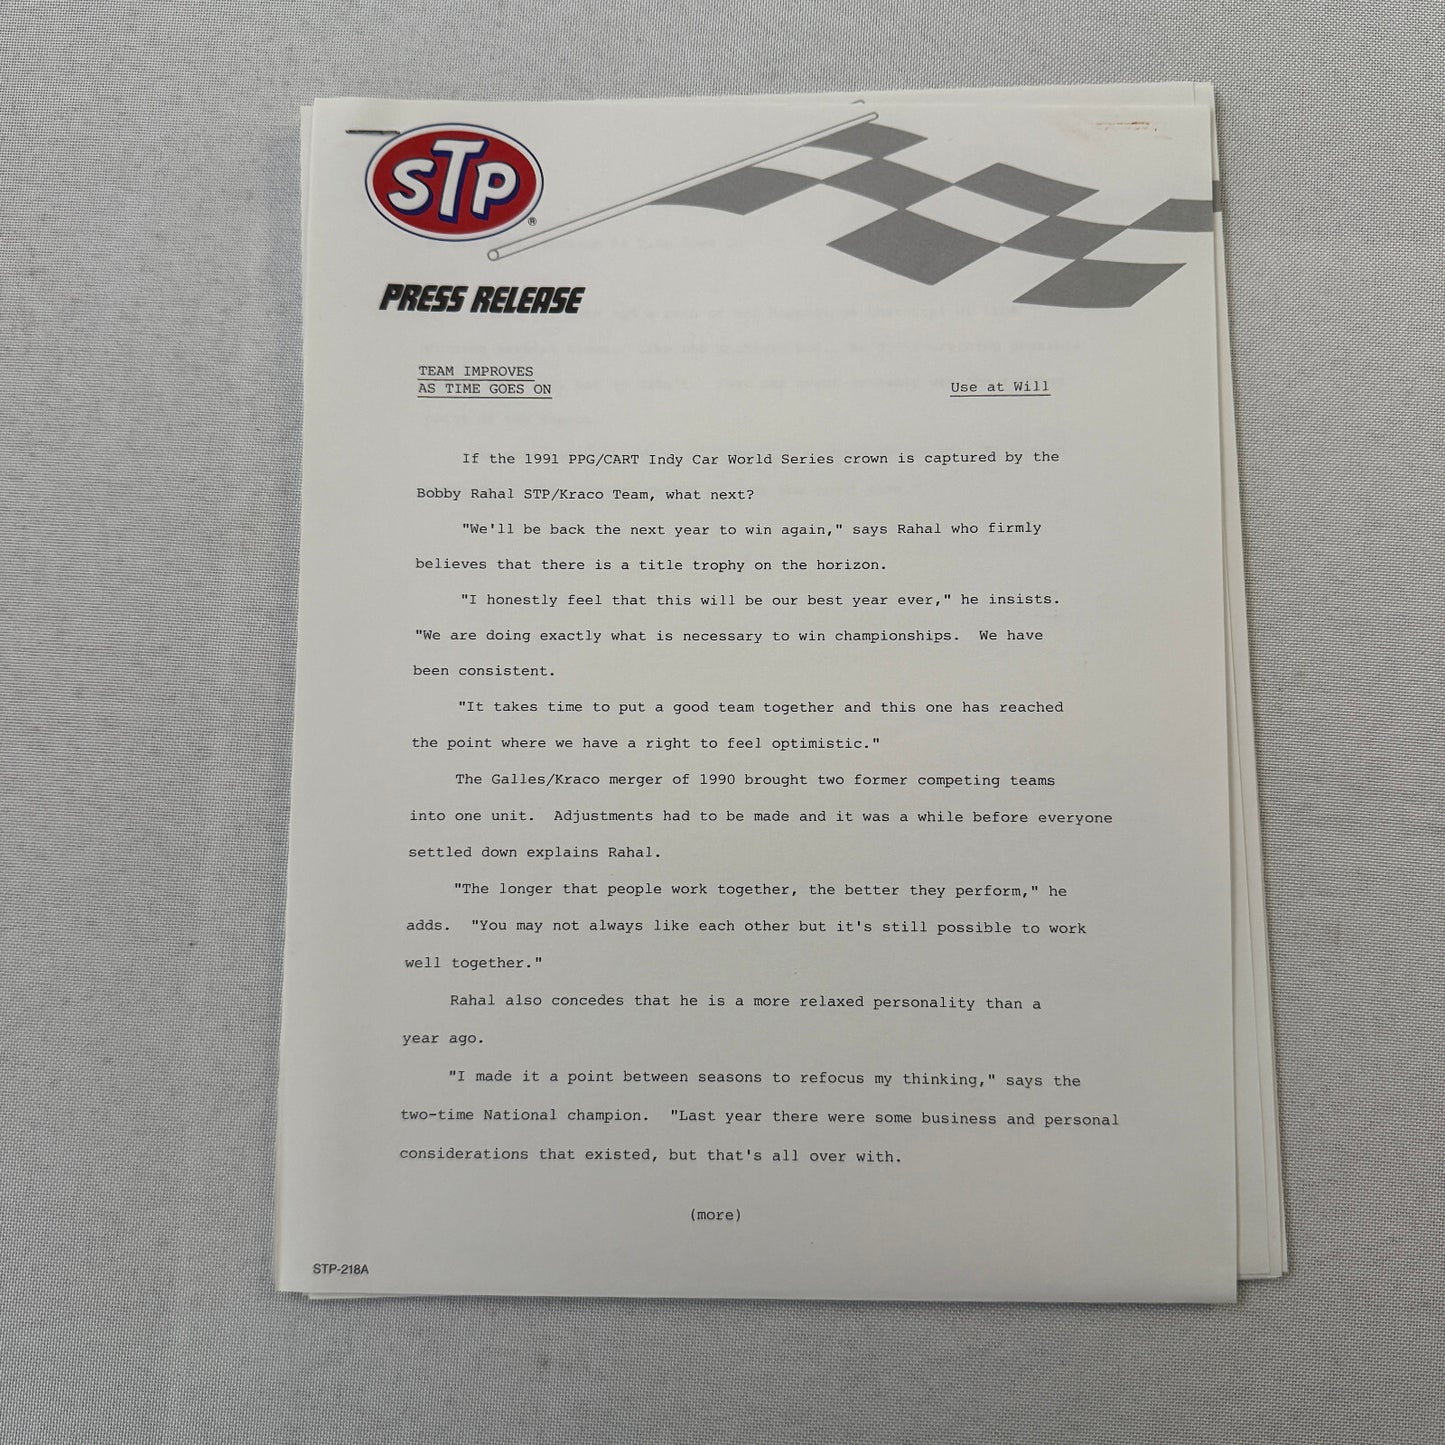 STP®
PRESS RELEASE
TEAM IMPROVES
AS TIME GOES ON
Use at Will
If the 1991 PPG/CART Indy Car World Series crown is captured by the
Bobby Rahal STP/Kraco Team, what next?
"We'll be back the next year to win again," says Rahal who firmly
believes that there is a title trophy on the horizon.
"I honestly feel that this will be our best year ever," he insists.
"We are doing exactly what is necessary to win championships.  We have
been consistent.
"It takes time to put a good team together and this one has reached
the point where we have a right to feel optimistic."
The Galles/Kraco merger of 1990 brought two former competing teams
into one unit.  Adjustments had to be made and it was a while before everyone
settled down explains Rahal.
"The longer that people work together, the better they perform," he
adds.  "You may not always like each other but it's still possible to work
well together."
Rahal also concedes that he is a more relaxed personality than a
year ago.
"I made it a point between seasons to refocus my thinking," says the
two-time National champion.  "Last year there were some business and personal
considerations that existed, but that's all over with.
(more)
STP-218A